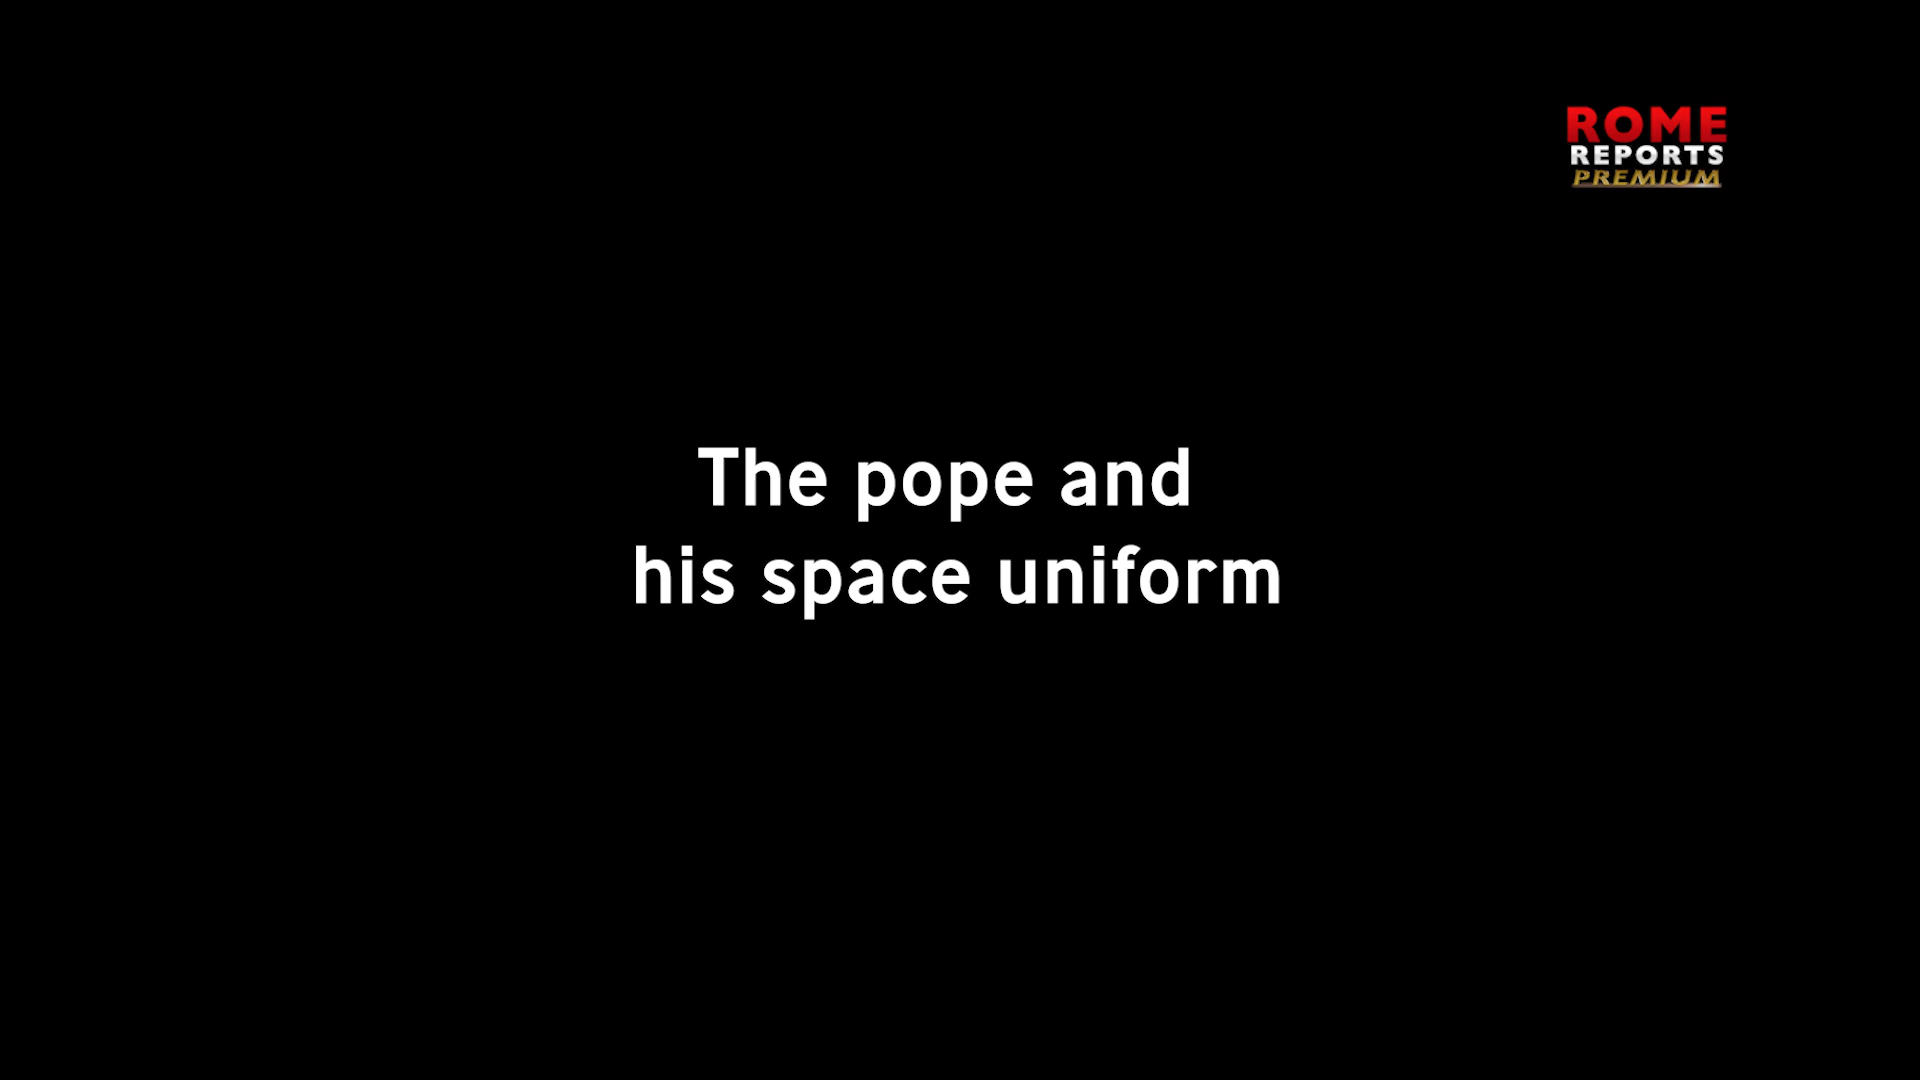 ROME
REPORTS
PREMIUM
The pope and
his space uniform